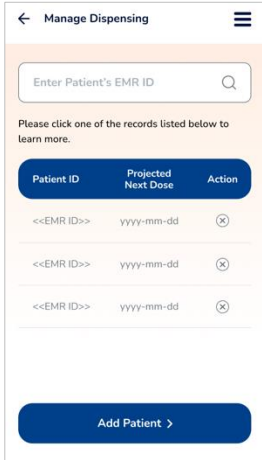 Manage Dispensing
Enter Patient's EMR ID
Please click one of the records listed below to
learn more.
Patient ID Projected Next Dose Action
<<EMR ID>> yyyy-mm-dd
<<EMR ID>> yyyy-mm-dd
<<EMR ID>> yyyy-mm-dd
Add Patient